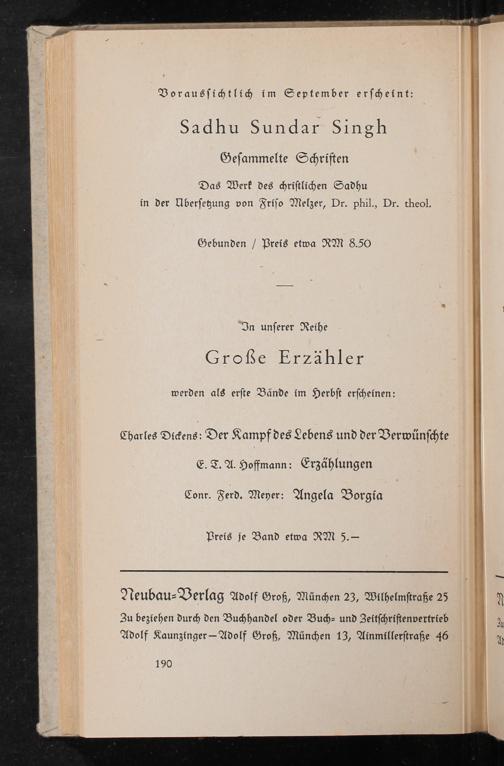 Voraussichtlich im September erscheint:
Sadhu Sundar Singh
Gesammelte Schriften
Das Werk des christlichen Sadhu
in der Übersetzung von Friso Melzer, Dr. phil., Dr. theol.
Gebunden / Preis etwa RM 8.50
—
In unserer Reihe
Große Erzähler
werden als erste Bände im Herbst erscheinen:
Charles Dickens: Der Kampf des Lebens und der Verwünschte
E. T. A. Hoffmann: Erzählungen
Conr. Ferd. Meyer: Angela Borgia
Preis je Band etwa RM 5.—
Neubau-Verlag Adolf Groß, München 23, Wilhelmstraße 25
Zu beziehen durch den Buchhandel oder Buch- und Zeitschriftenvertrieb
Adolf Kaunzinger—Adolf Groß, München 13, Ainmillerstraße 46
190